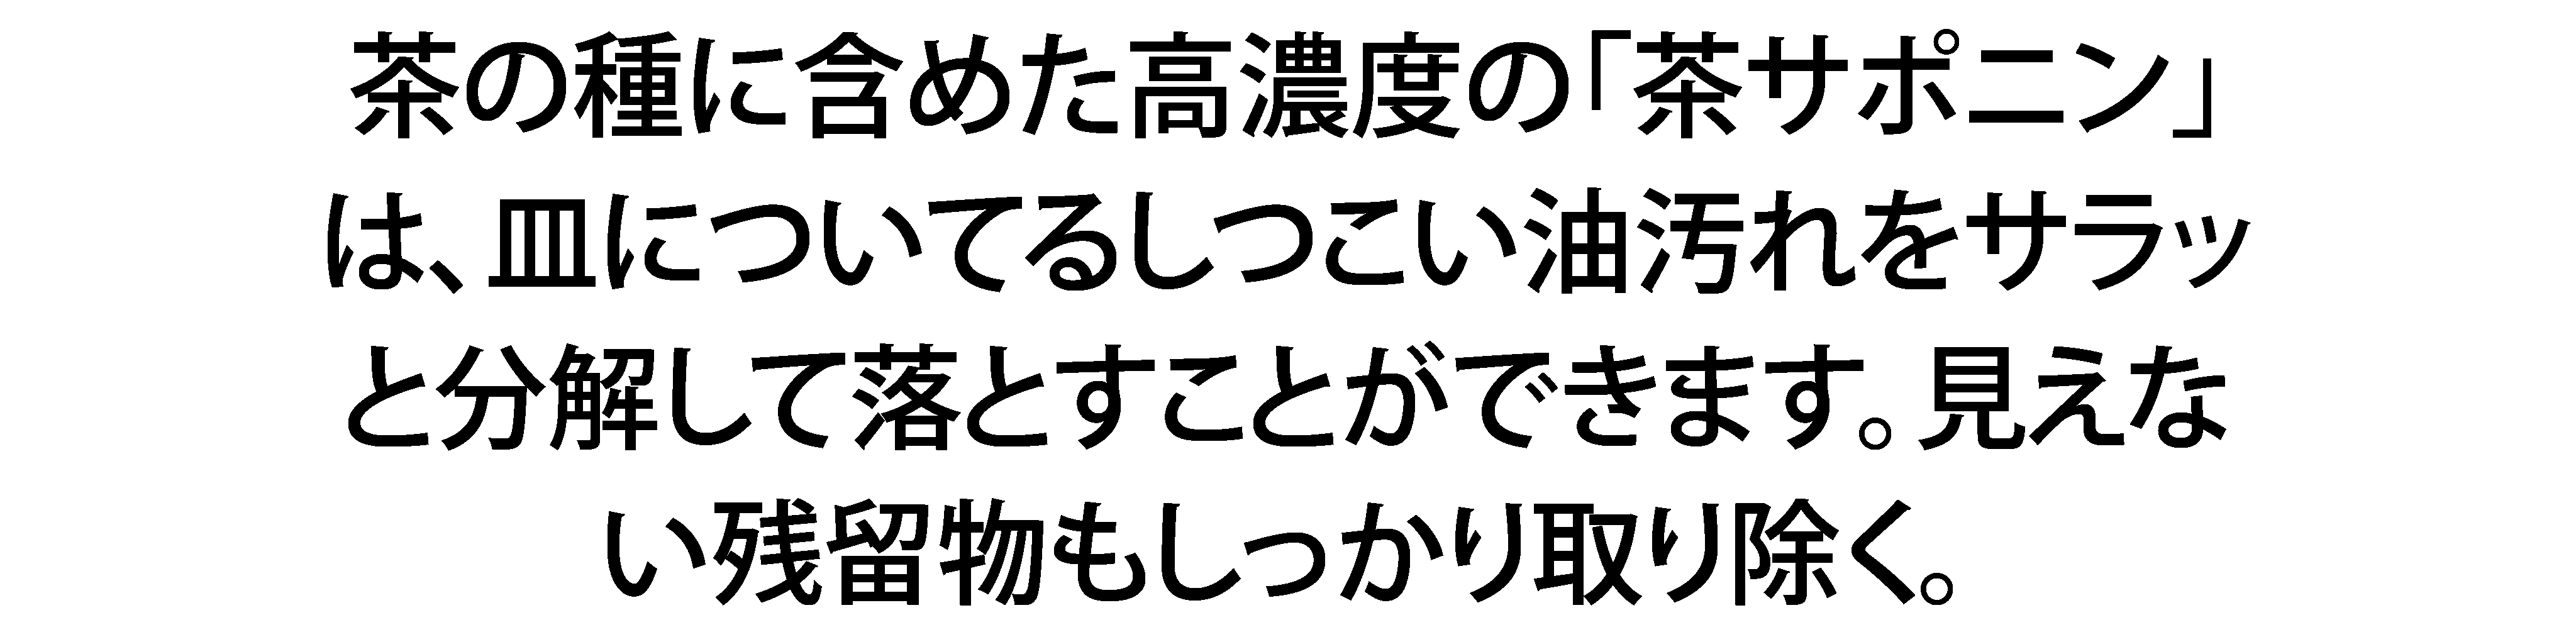 茶の種に含めた高濃度の「茶サポニン」
は、皿についてるしつこい油汚れをサラッ
と分解して落とすことができます。見えな
い残留物もしっかり取り除く。